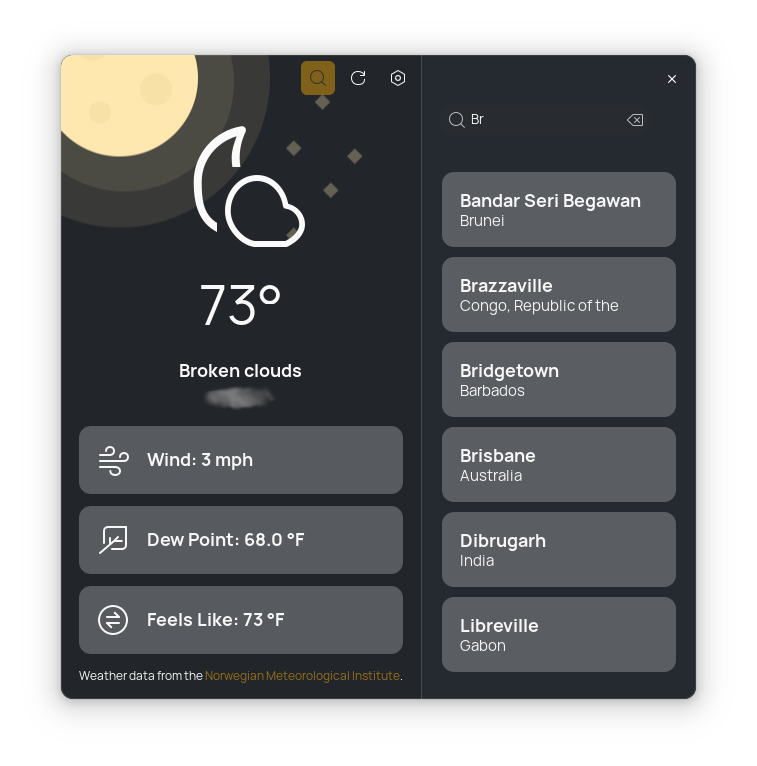 73°
Broken clouds
Wind: 3 mph
Dew Point: 68.0 °F
Feels Like: 73 °F
Weather data from the Norwegian Meteorological Institute.
Br
Bandar Seri Begawan
Brunei
Brazzaville
Congo, Republic of the
Bridgetown
Barbados
Brisbane
Australia
Dibrugarh
India
Libreville
Gabon